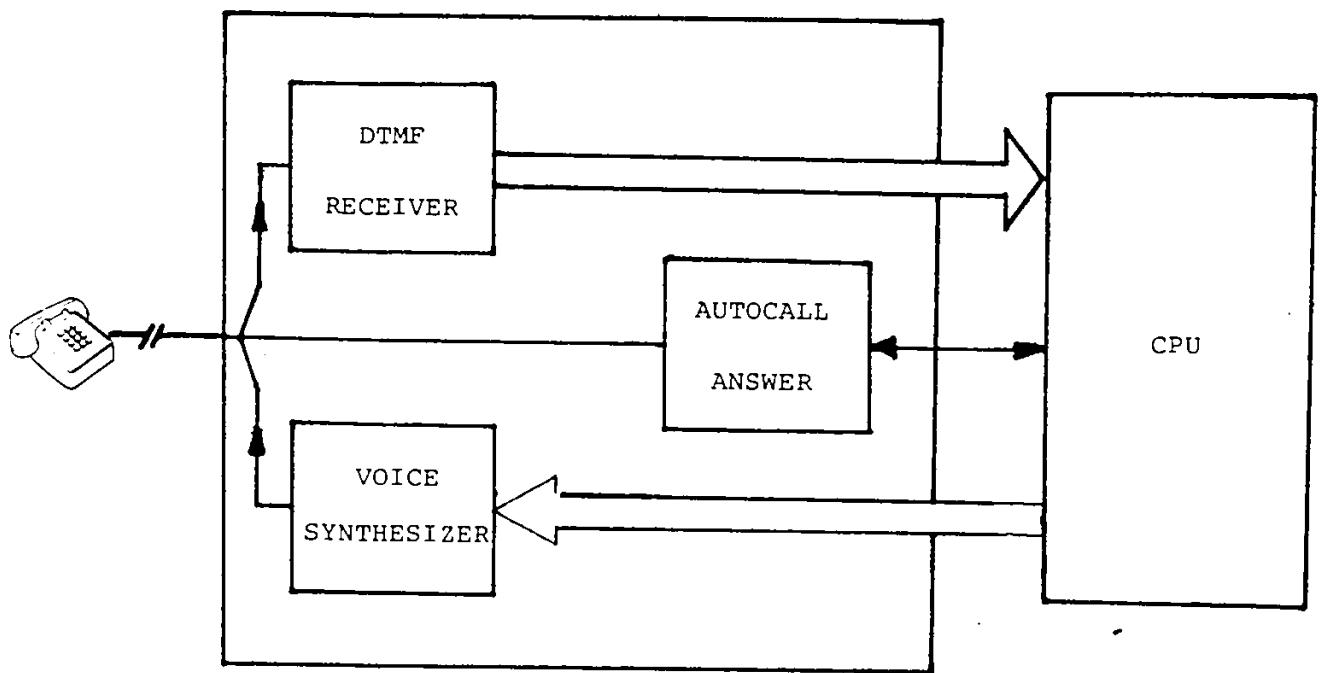 DTMF
RECEIVER
AUTOCALL
ANSWER
CPU
VOICE
SYNTHESIZER